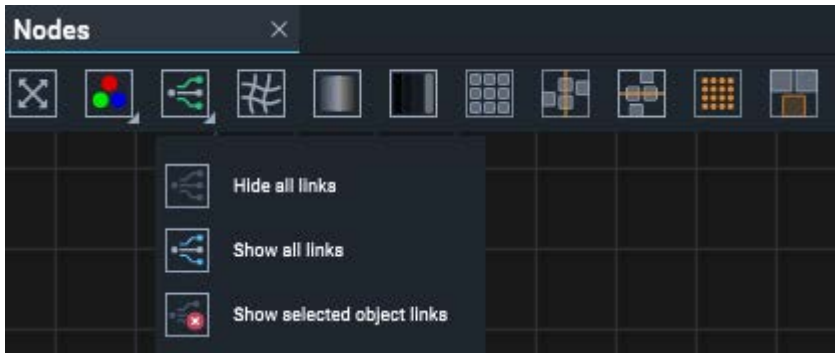 Nodes
Hide all links
Show all links
Show selected object links